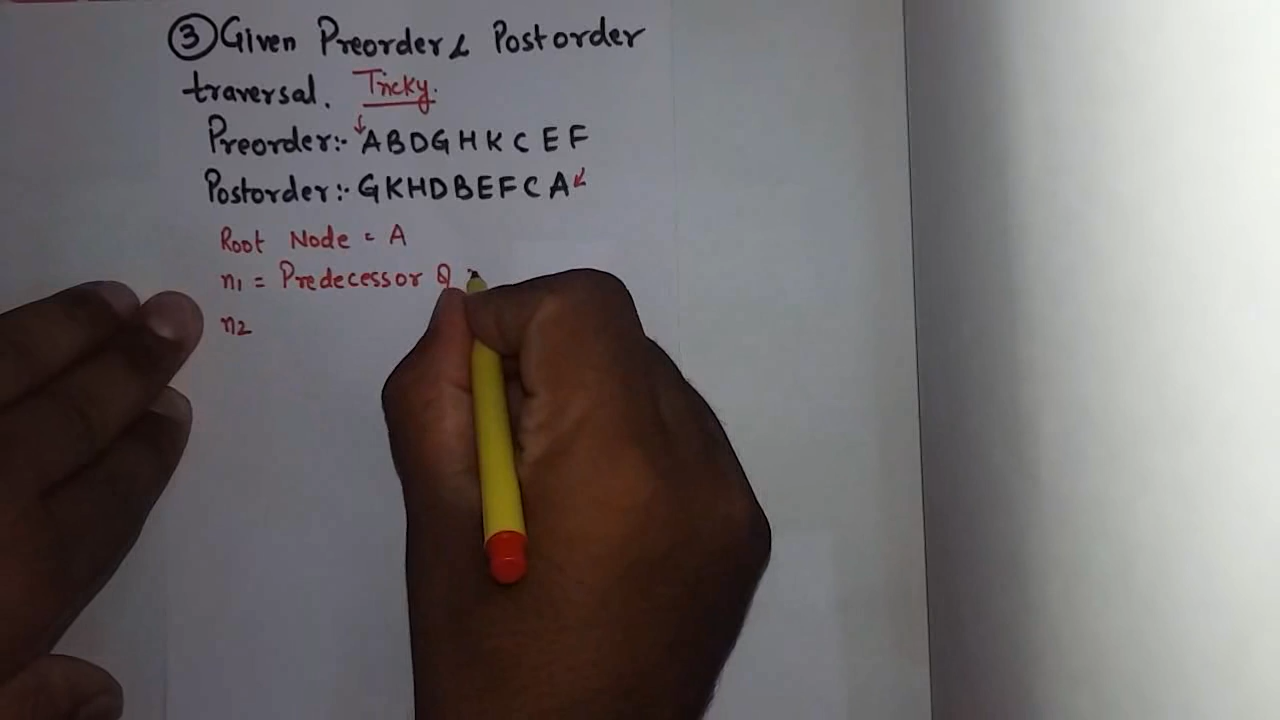 ③ Given Preorder & Postorder
traversal. Tricky.
Preorder:- A B D G H K C E F
Postorder:- G K H D B E F C A
Root Node = A
n1 = Predecessor
n2